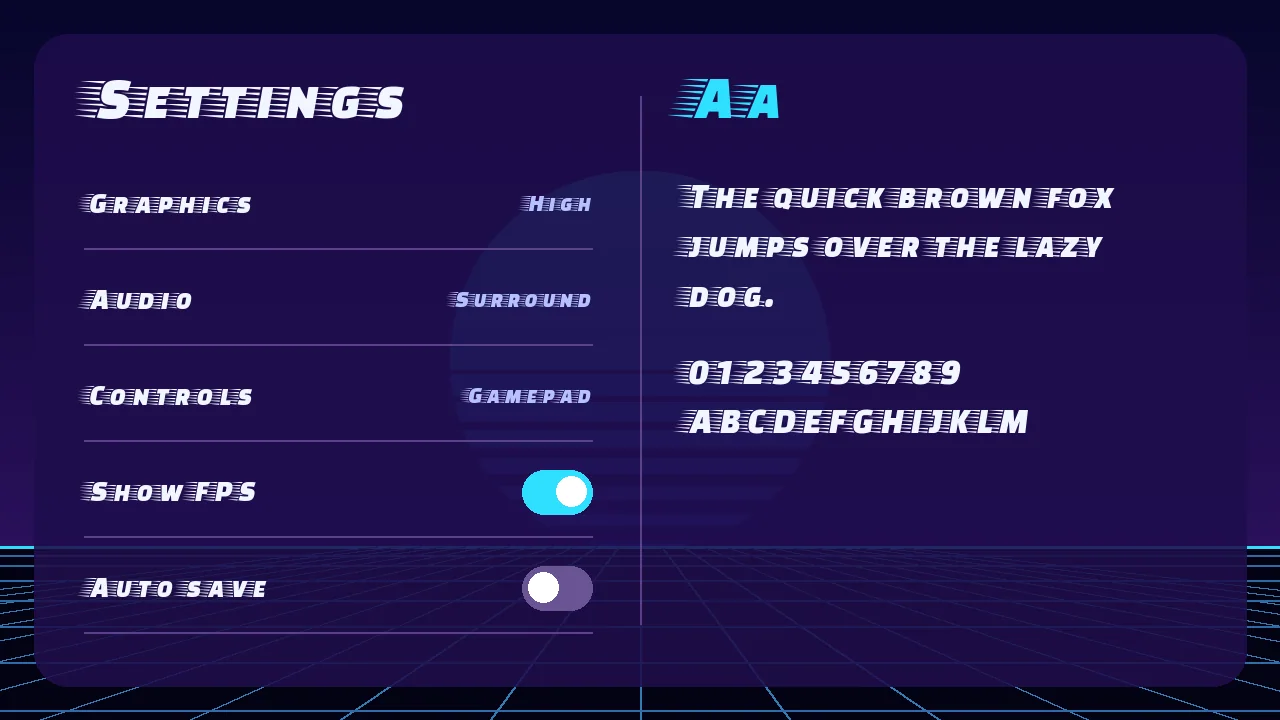 Settings
Graphics High
Audio Surround
Controls Gamepad
Show FPS
Auto save
Aa
The quick brown fox
jumps over the lazy
dog.
0123456789
ABCDEFGHIJKLM